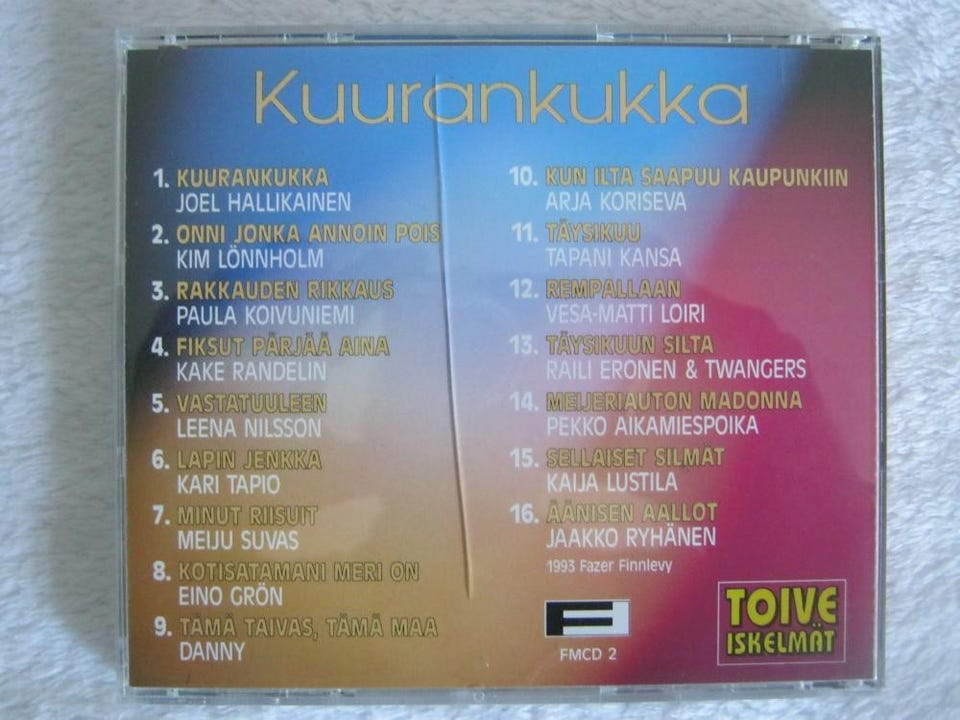 Kuurankukka
1. KUURANKUKKA
JOEL HALLIKAINEN
2. ONNI JONKA ANNOIN POIS
KIM LÖNNHOLM
3. RAKKAUDEN RIKKAUS
PAULA KOIVUNIEMI
4. FIKSUT PÄRJÄÄ AINA
KAKE RANDELIN
5. VASTATUULEEN
LEENA NILSSON
6. LAPIN JENKKA
KARI TAPIO
7. MINUT RIISUIT
MEIJU SUVAS
8. KOTISATAMANI MERI ON
EINO GRÖN
9. TÄMÄ TAIVAS, TÄMÄ MAA
DANNY
10. KUN ILTA SAAPUU KAUPUNKIIN
ARJA KORISEVA
11. TÄYSIKUU
TAPANI KANSA
12. REMPALLAAN
VESA-MATTI LOIRI
13. TÄYSIKUUN SILTA
RAILI ERONEN & TWANGERS
14. MEIJERIAUTON MADONNA
PEKKO AIKAMIESPOIKA
15. SELLAISET SILMÄT
KAIJA LUSTILA
16. ÄÄNISEN AALLOT
JAAKKO RYHÄNEN
1993 Fazer Finnlevy
F
FMCD 2
TOIVE
ISKELMÄT